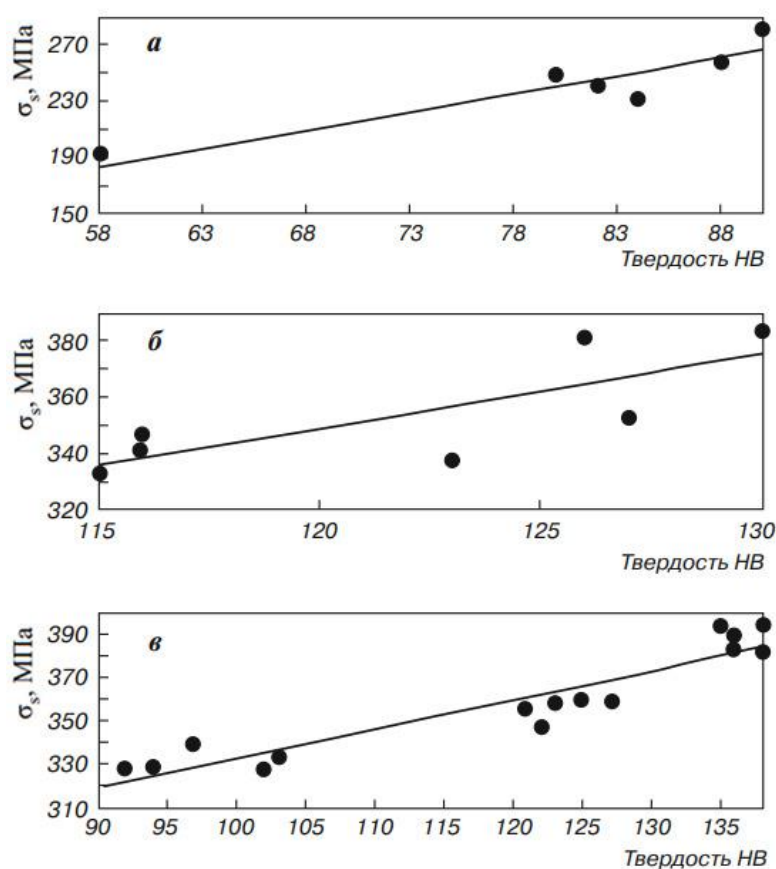 а
σs, МПа
270
230
190
150
58 63 68 73 78 83 88
Твердость НВ
б
σs, МПа
380
360
340
320
115 120 125 130
Твердость НВ
в
σs, МПа
390
370
350
330
310
90 95 100 105 110 115 120 125 130 135
Твердость НВ